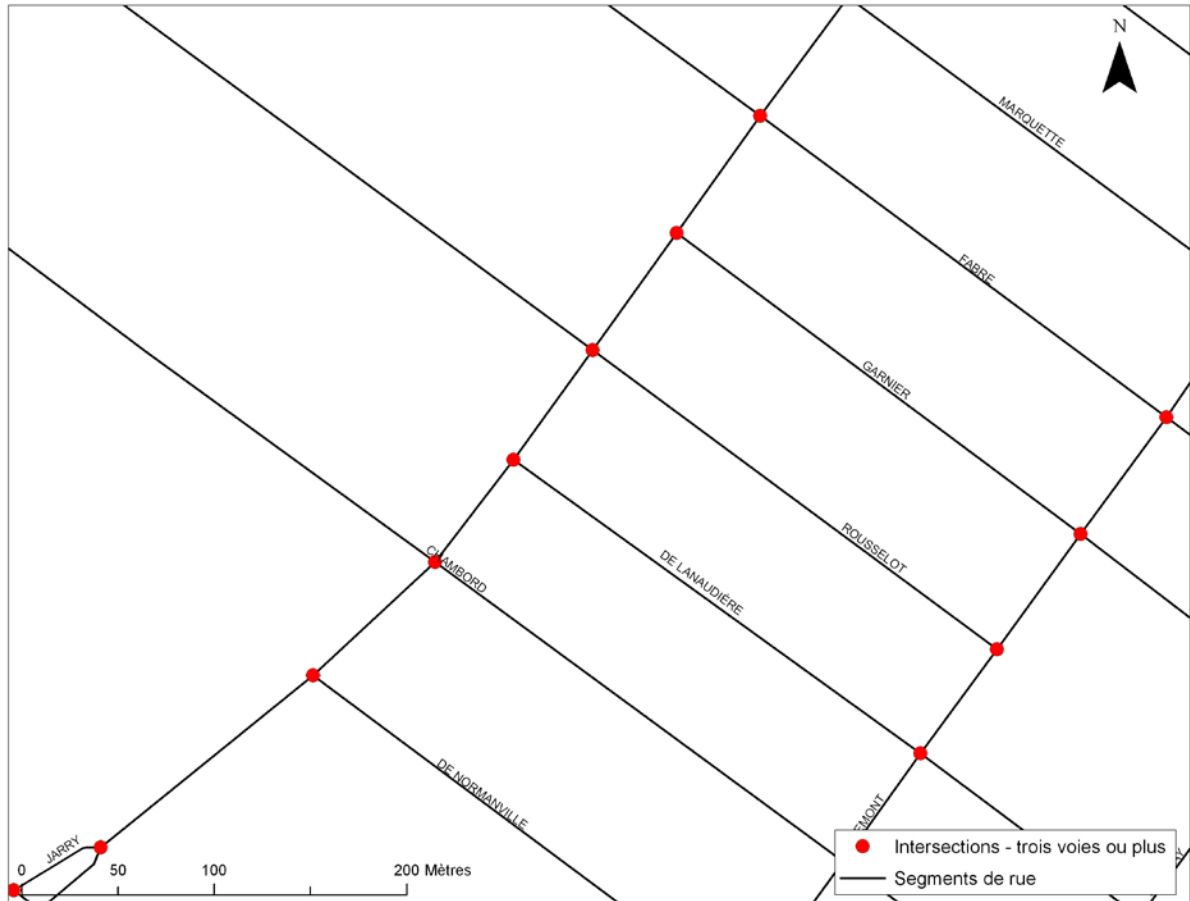 N
MARQUETTE
FABRE
GARNIER
ROUSSELOT
DE LANAUDIÈRE
CHAMBORD
DE NORMANVILLE
EMONT
JARRY
0 50 100 200 Mètres
Intersections - trois voies ou plus
Segments de rue